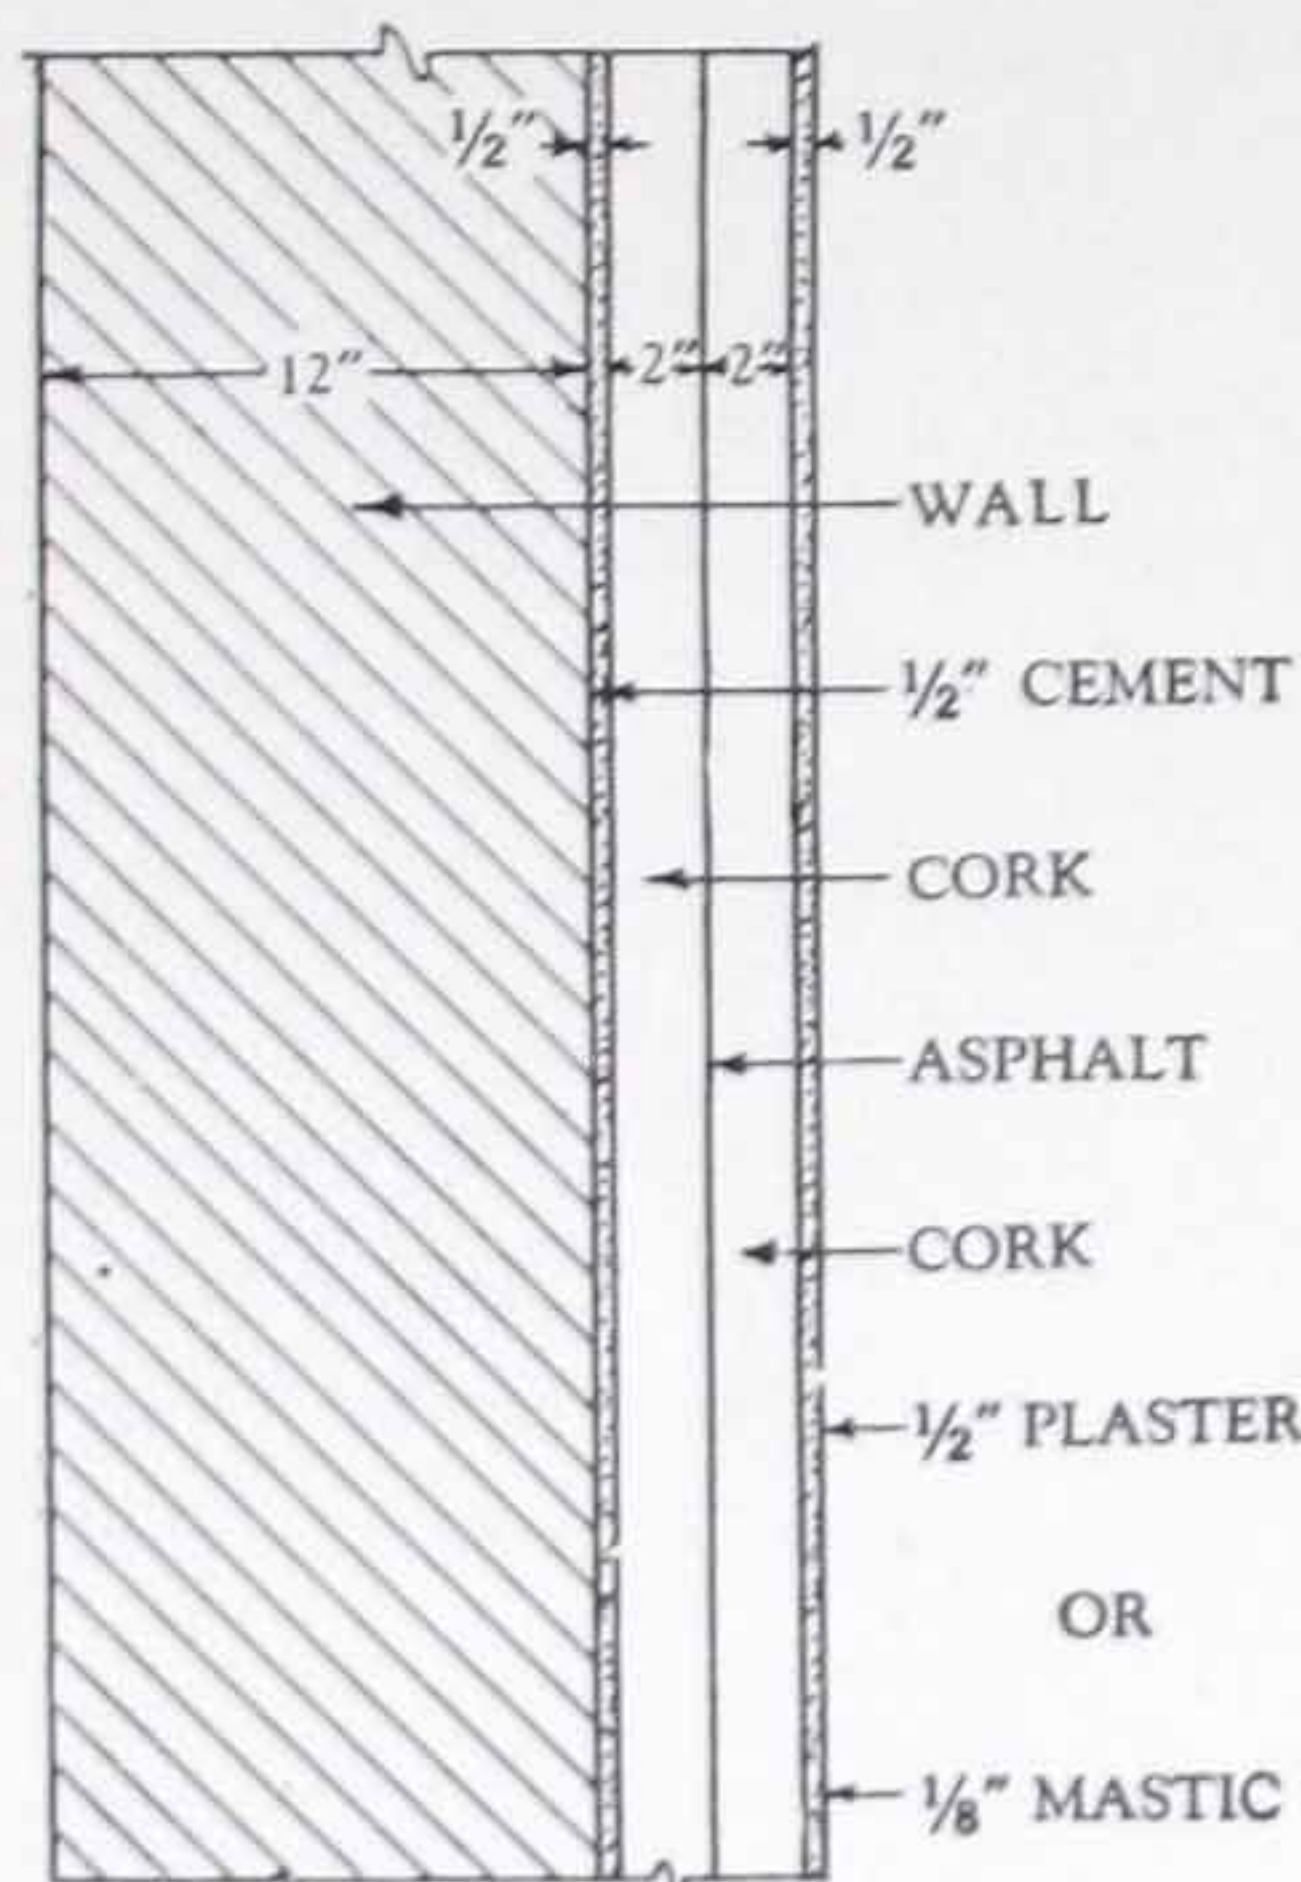 ½″ ½″
12″ 2″ 2″
WALL
½″ CEMENT
CORK
ASPHALT
CORK
½″ PLASTER
OR
⅛″ MASTIC